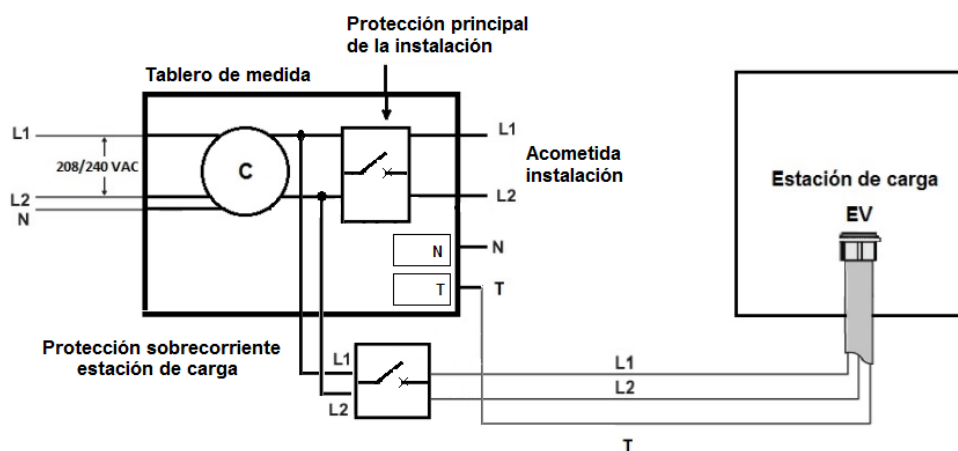 Protección principal
de la instalación
Tablero de medida
L1
208/240 VAC
L2
N
C
L1
Acometida
instalación
L2
N
N
T
T
Estación de carga
EV
Protección sobrecorriente
estación de carga
L1
L2
L1
L2
T